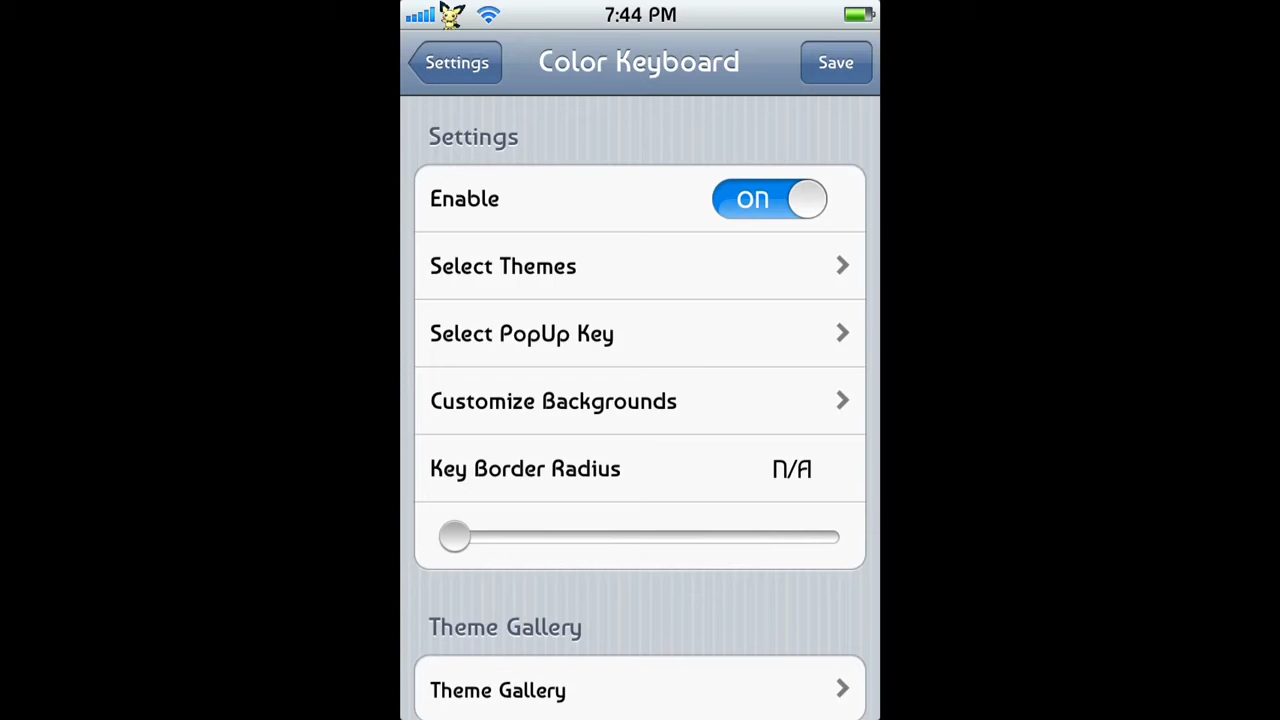 7:44 PM
Settings
Color Keyboard
Save
Settings
Enable
ON
Select Themes
Select PopUp Key
Customize Backgrounds
Key Border Radius
N/A
Theme Gallery
Theme Gallery